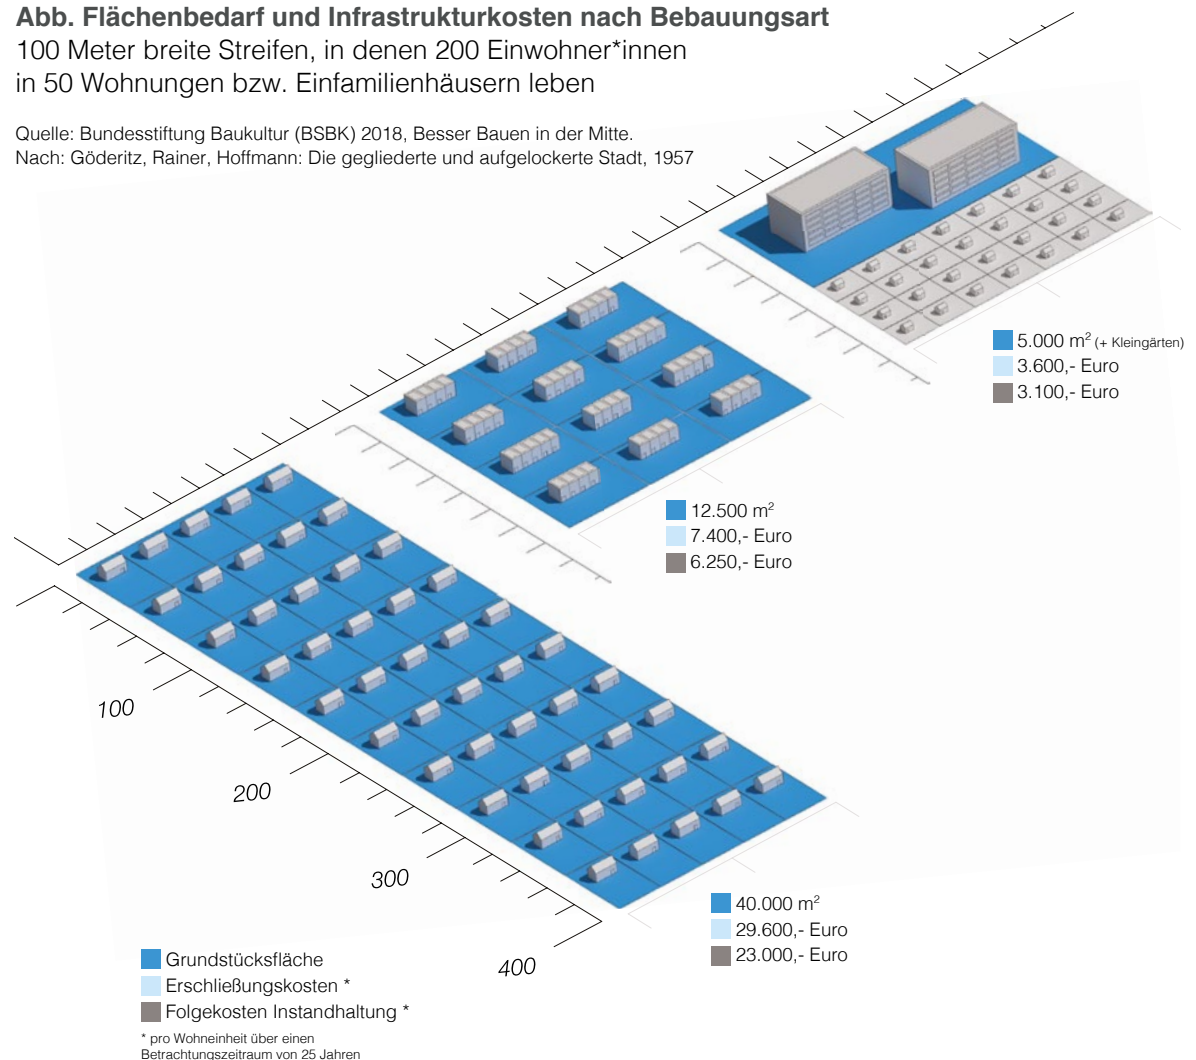 Abb. Flächenbedarf und Infrastrukturkosten nach Bebauungsart
100 Meter breite Streifen, in denen 200 Einwohner*innen
in 50 Wohnungen bzw. Einfamilienhäusern leben
Quelle: Bundesstiftung Baukultur (BSBK) 2018, Besser Bauen in der Mitte.
Nach: Göderitz, Rainer, Hoffmann: Die gegliederte und aufgelockerte Stadt, 1957
5.000 m² (+ Kleingärten)
3.600,- Euro
3.100,- Euro
12.500 m²
7.400,- Euro
6.250,- Euro
100
200
300
400
40.000 m²
29.600,- Euro
23.000,- Euro
Grundstücksfläche
Erschließungskosten *
Folgekosten Instandhaltung *
* pro Wohneinheit über einen
Betrachtungszeitraum von 25 Jahren